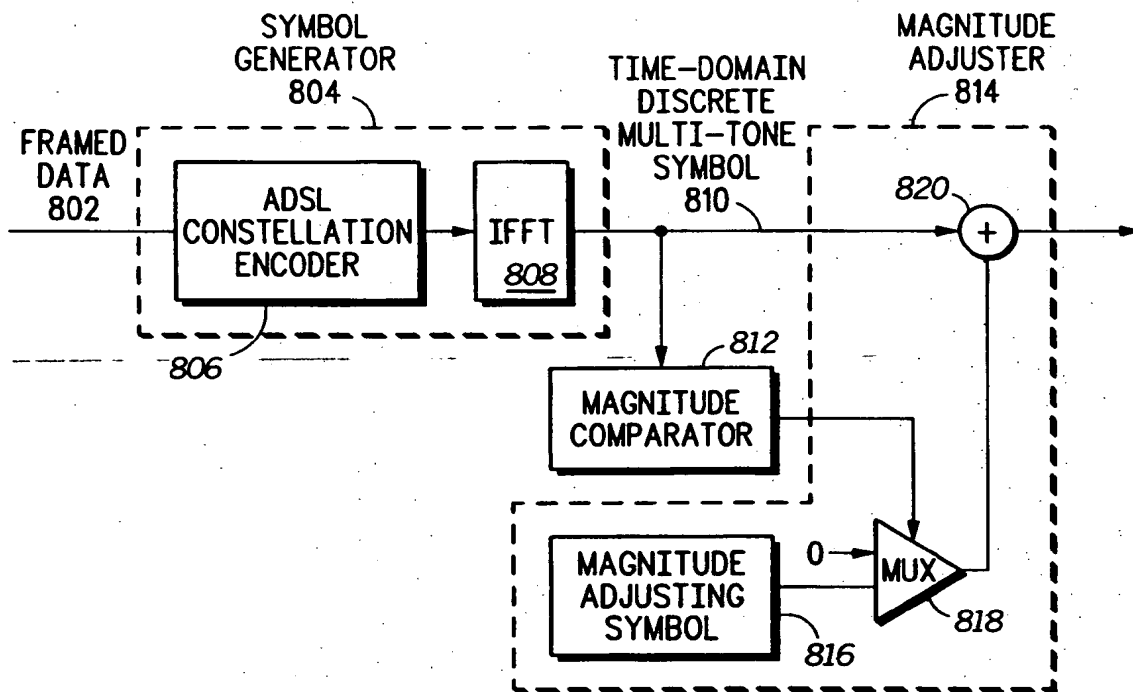 SYMBOL
GENERATOR
804
MAGNITUDE
ADJUSTER
814
TIME-DOMAIN
DISCRETE
MULTI-TONE
SYMBOL
810
FRAMED
DATA
802
ADSL
CONSTELLATION
ENCODER
806
IFFT
808
820
+
812
MAGNITUDE
COMPARATOR
MAGNITUDE
ADJUSTING
SYMBOL
816
0
MUX
818